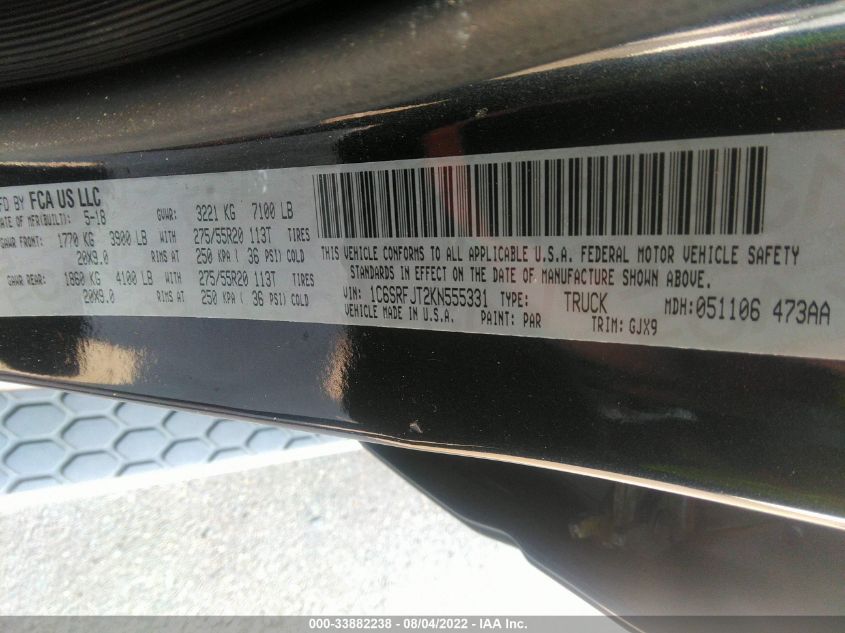 FD BY FCA US LLC
DATE OF MFR(BUILT): 5-18 GVWR: 3221 KG 7100 LB
GAWR FRONT: 1770 KG 3900 LB WITH 275/55R20 113T TIRES
20X9.0 RIMS AT 250 KPA ( 36 PSI) COLD
GAWR REAR: 1860 KG 4100 LB WITH 275/55R20 113T TIRES
20X9.0 RIMS AT 250 KPA ( 36 PSI) COLD
THIS VEHICLE CONFORMS TO ALL APPLICABLE U.S.A. FEDERAL MOTOR VEHICLE SAFETY
STANDARDS IN EFFECT ON THE DATE OF MANUFACTURE SHOWN ABOVE.
VIN: 1C6SRFJT2KN555331 TYPE: TRUCK MDH:051106 473AA
VEHICLE MADE IN U.S.A. PAINT: PAR TRIM: GJX9
000-33882238 - 08/04/2022 - IAA Inc.